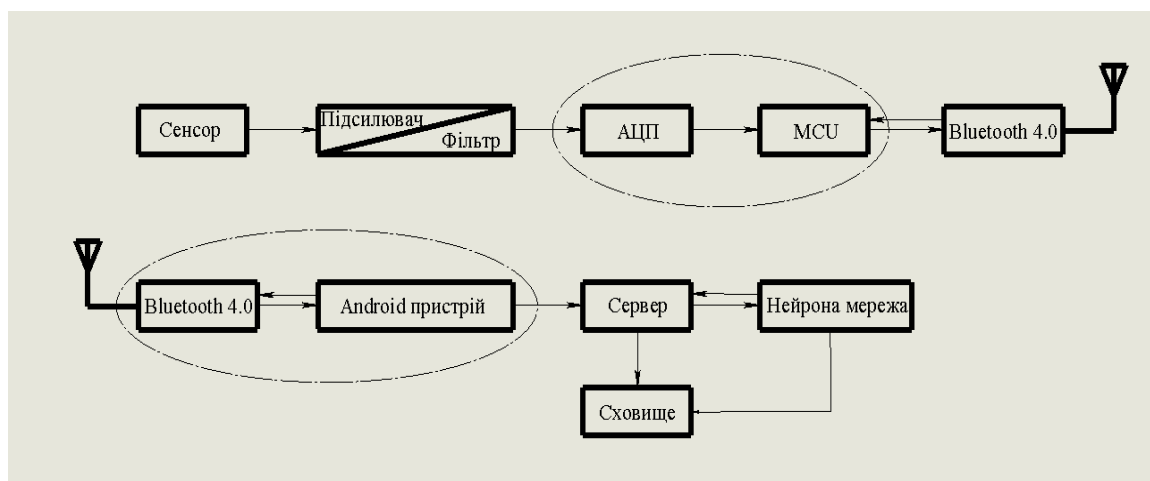 Сенсор
Підсилювач
Фільтр
АЦП
MCU
Bluetooth 4.0
Bluetooth 4.0
Android пристрій
Сервер
Нейрона мережа
Сховище